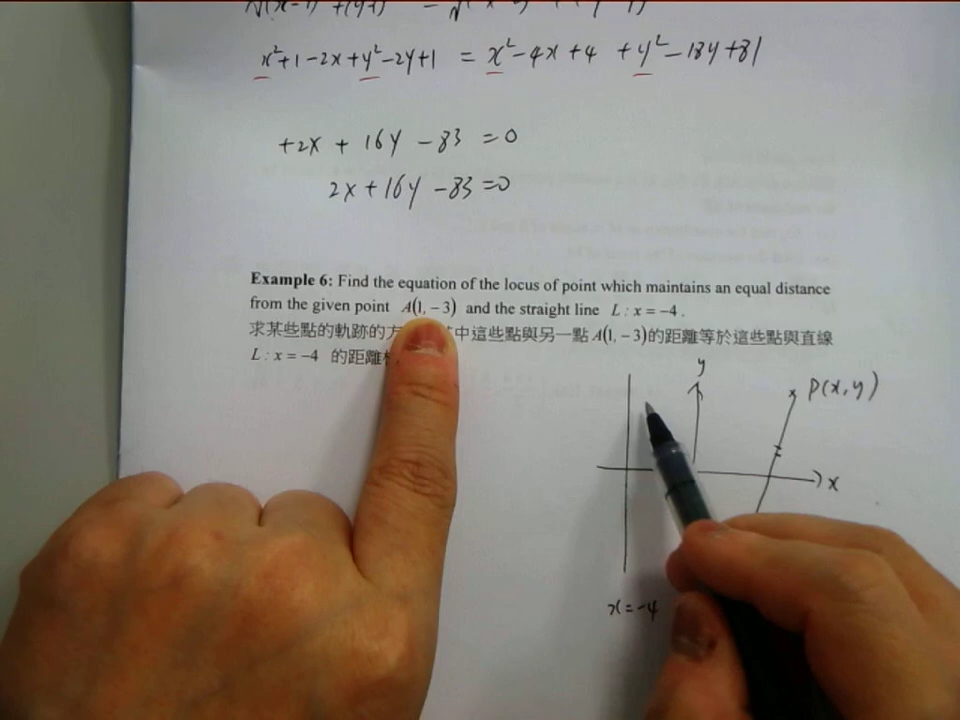 x²+1-2x+y²-2y+1 = x²-4x+4 +y²-18y+81
+2x + 16y - 83 = 0
2x+16y -83 =0
Example 6: Find the equation of the locus of point which maintains an equal distance
from the given point A(1, -3) and the straight line L : x = -4 .
求某些點的軌跡的方 中這些點與另一點 A(1, -3)的距離等於這些點與直線
L : x = -4 的距離
y
P(x, y)
x
x = -4